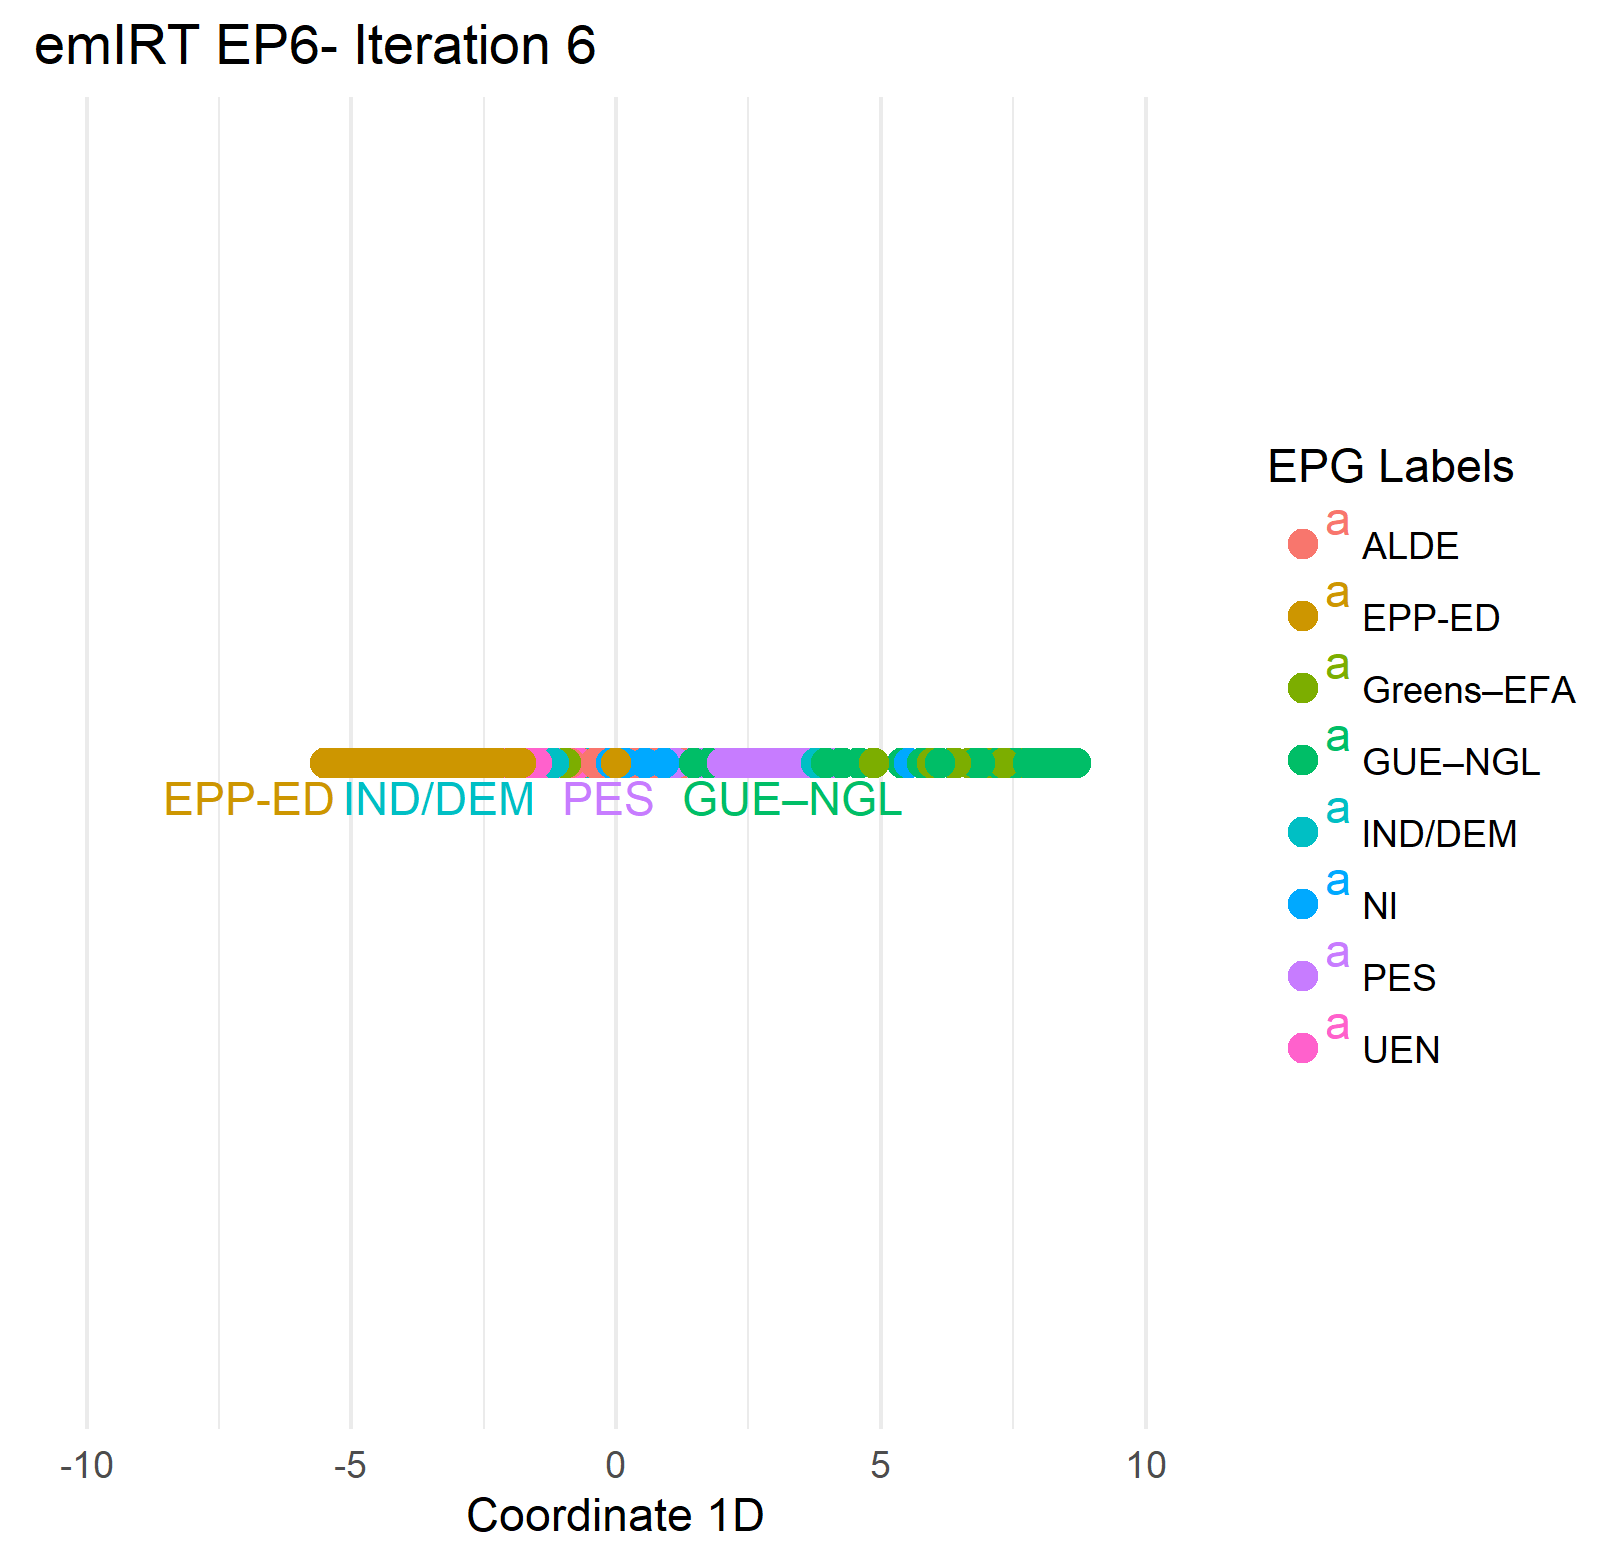 emIRT EP6- Iteration 6
EPP-ED IND/DEM PES GUE–NGL
-10 -5 0 5 10
Coordinate 1D
EPG Labels
a ALDE
a EPP-ED
a Greens–EFA
a GUE–NGL
a IND/DEM
a NI
a PES
a UEN